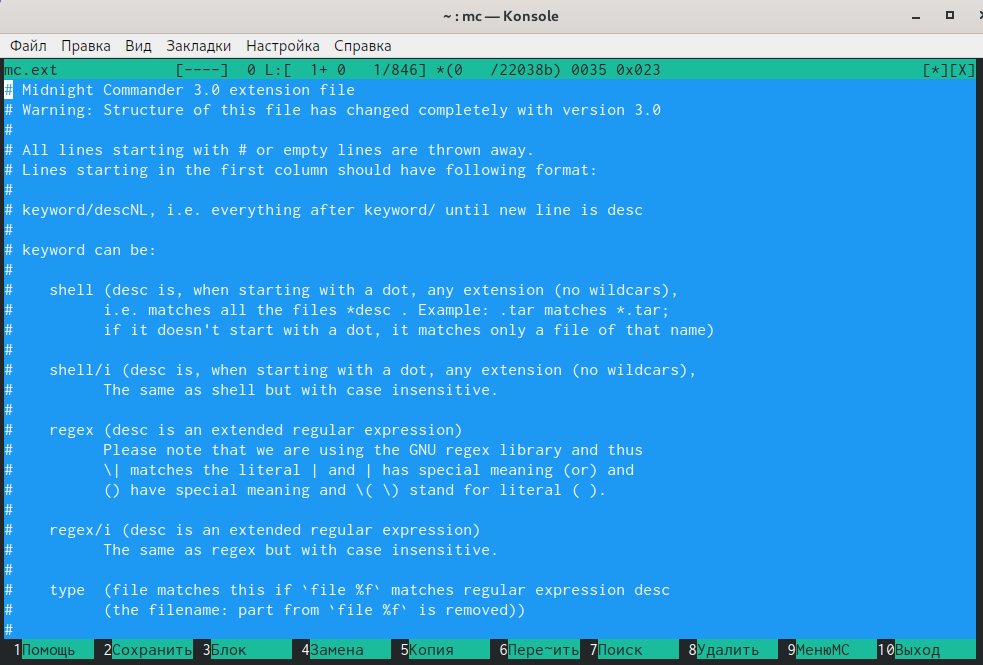 ~ : mc — Konsole
Файл Правка Вид Закладки Настройка Справка
mc.ext [----] 0 L:[ 1+ 0 1/846] *(0 /22038b) 0035 0x023 [*][X]
# Midnight Commander 3.0 extension file
# Warning: Structure of this file has changed completely with version 3.0
#
# All lines starting with # or empty lines are thrown away.
# Lines starting in the first column should have following format:
#
# keyword/descNL, i.e. everything after keyword/ until new line is desc
#
# keyword can be:
#
#    shell (desc is, when starting with a dot, any extension (no wildcars),
#          i.e. matches all the files *desc . Example: .tar matches *.tar;
#          if it doesn't start with a dot, it matches only a file of that name)
#
#    shell/i (desc is, when starting with a dot, any extension (no wildcars),
#          The same as shell but with case insensitive.
#
#    regex (desc is an extended regular expression)
#          Please note that we are using the GNU regex library and thus
#          \| matches the literal | and | has special meaning (or) and
#          () have special meaning and \( \) stand for literal ( ).
#
#    regex/i (desc is an extended regular expression)
#          The same as regex but with case insensitive.
#
#    type  (file matches this if `file %f` matches regular expression desc
#          (the filename: part from `file %f` is removed))
#
1Помощь 2Сохранить 3Блок 4Замена 5Копия 6Пере~ить 7Поиск 8Удалить 9МенюMC 10Выход